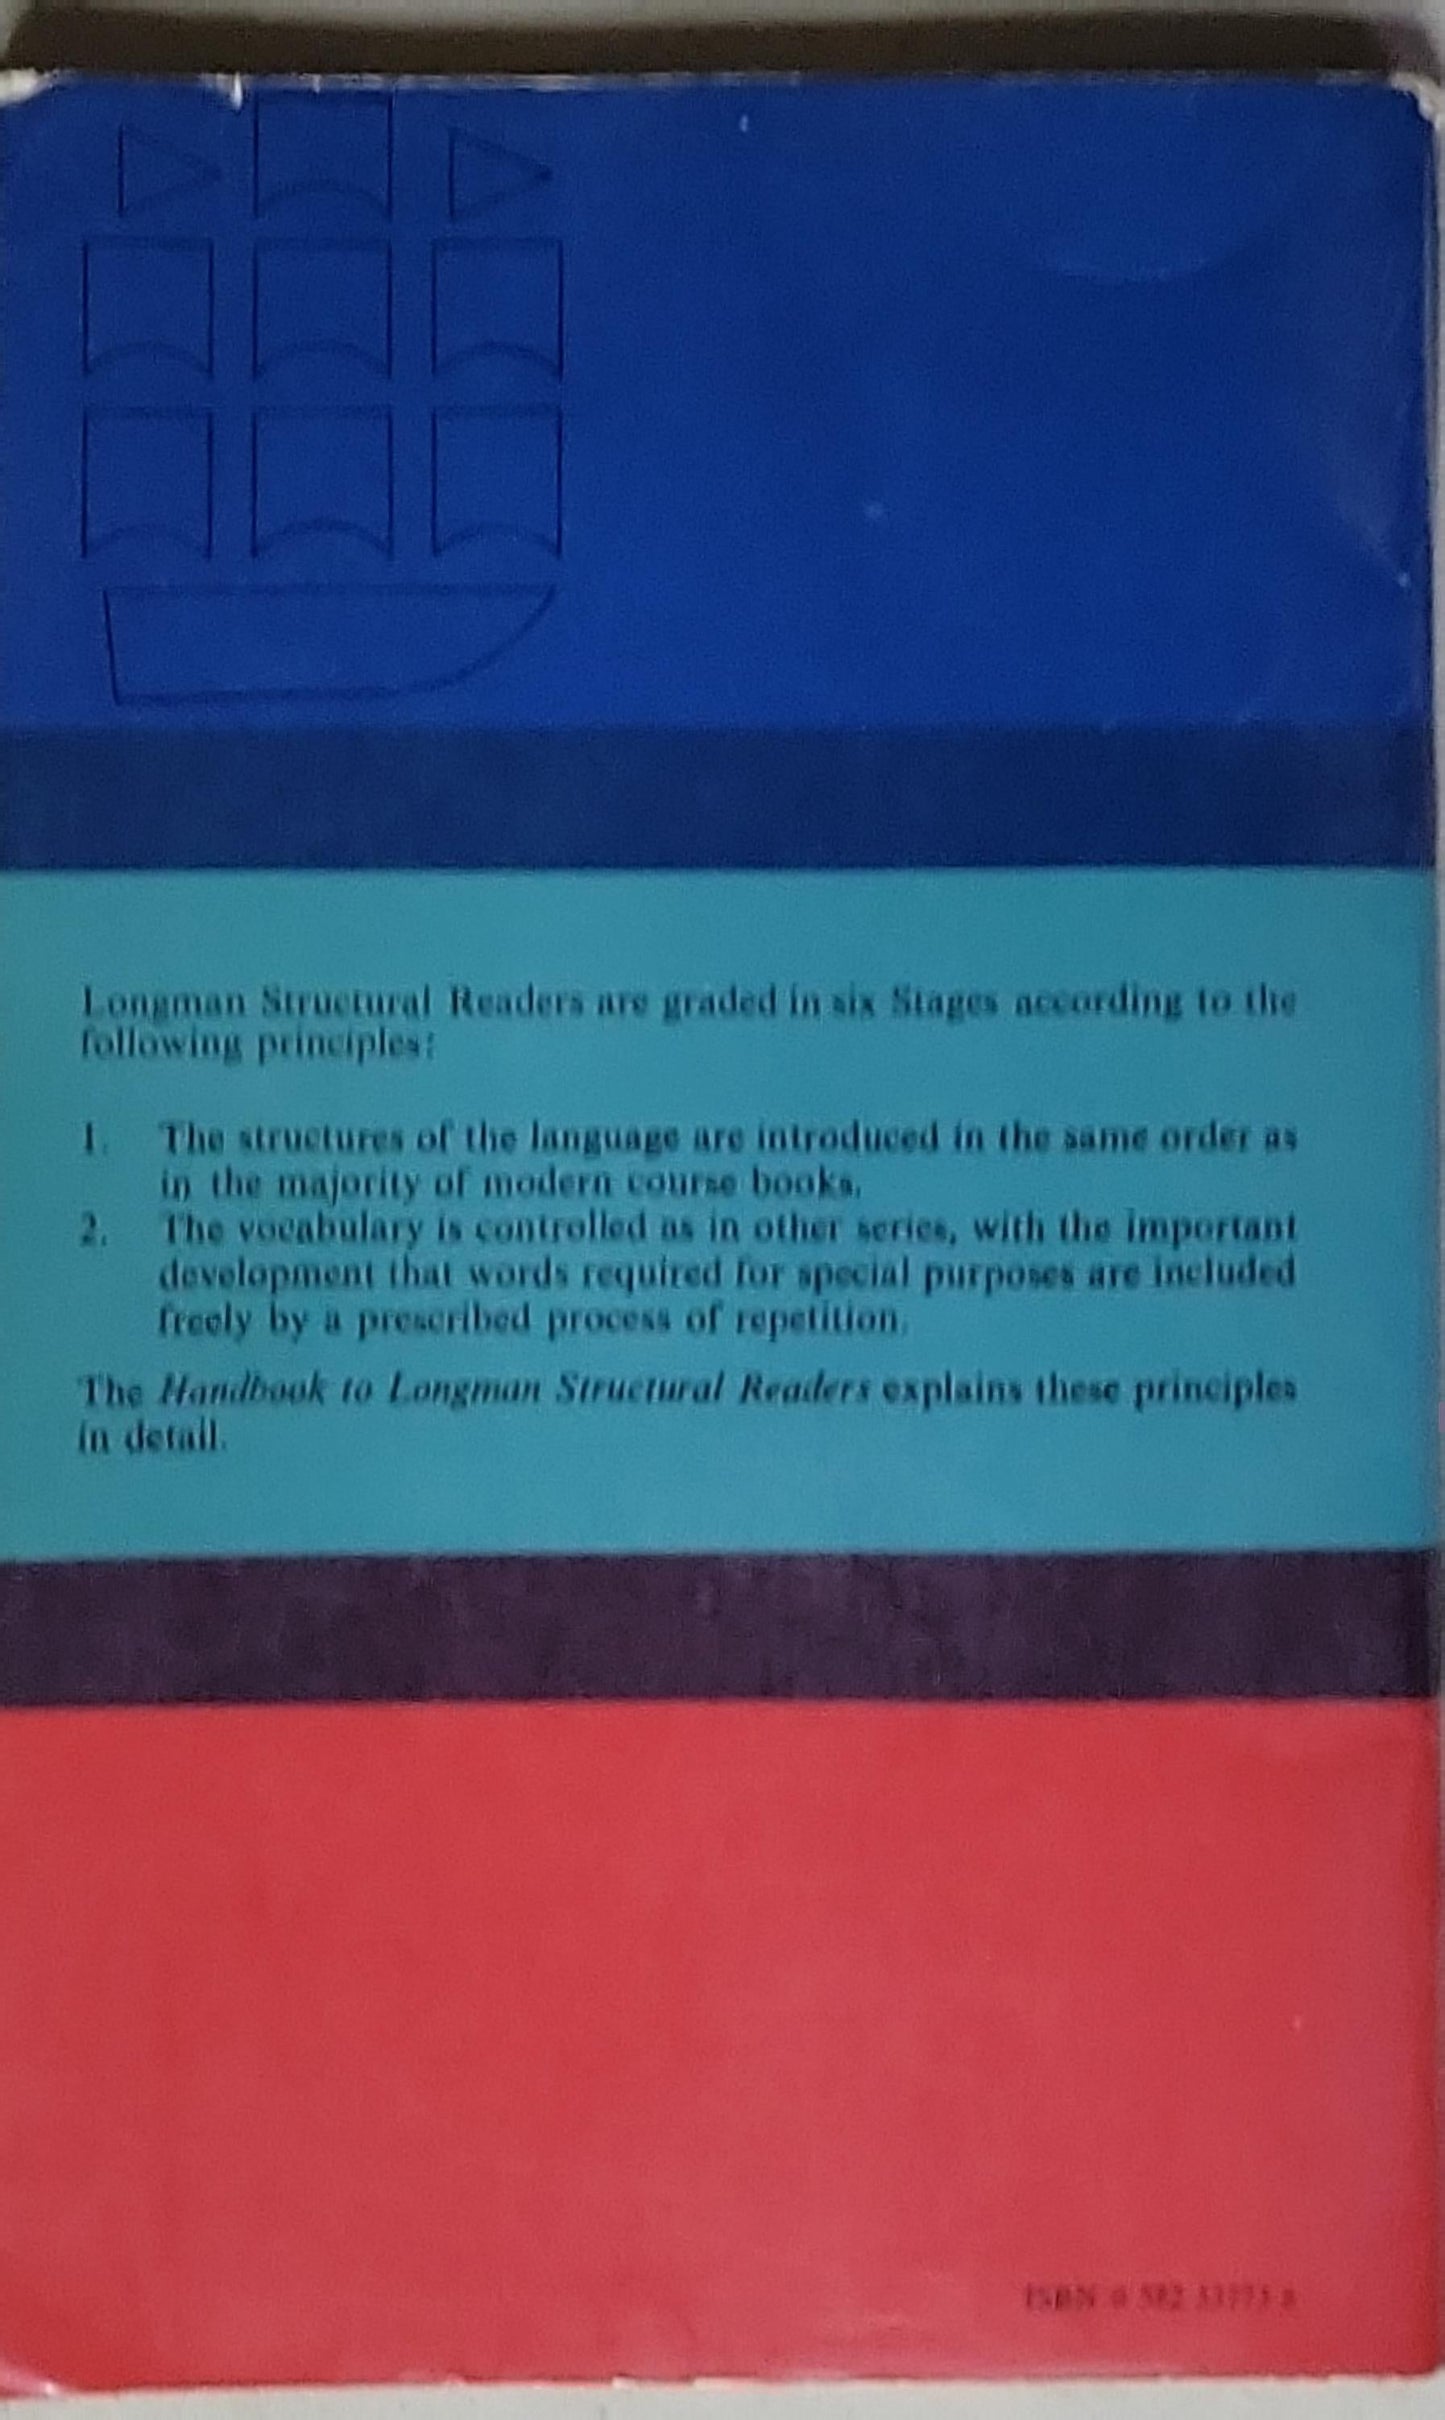 Longman Structural Readers are graded in six Stages according to the
following principles:
1. The structures of the language are introduced in the same order as
in the majority of modern course books.
2. The vocabulary is controlled as in other series, with the important
development that words required for special purposes are included
freely by a prescribed process of repetition.
The Handbook to Longman Structural Readers explains these principles
in detail.
ISBN 0 582